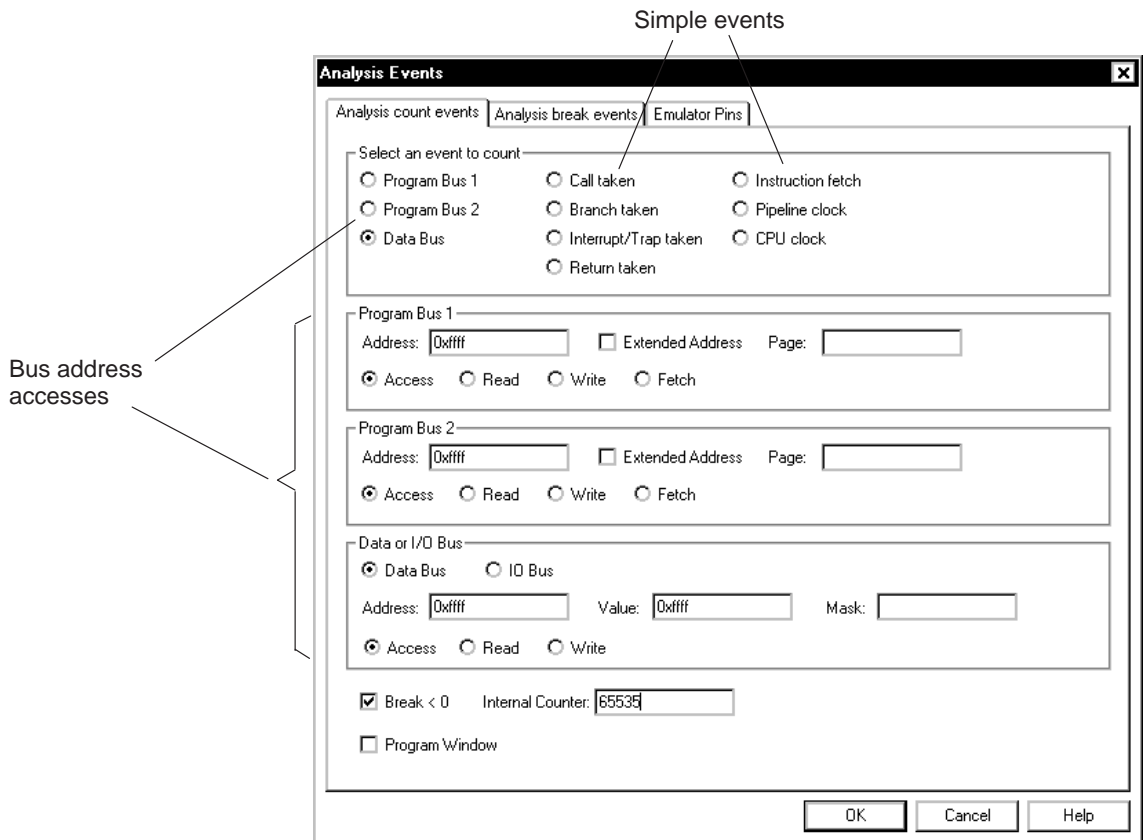 Simple events
Analysis Events
Analysis count events Analysis break events Emulator Pins
Select an event to count
Program Bus 1 Call taken Instruction fetch
Program Bus 2 Branch taken Pipeline clock
Data Bus Interrupt/Trap taken CPU clock
Return taken
Program Bus 1
Address: 0xffff Extended Address Page:
Access Read Write Fetch
Bus address
accesses
Program Bus 2
Address: 0xffff Extended Address Page:
Access Read Write Fetch
Data or I/O Bus
Data Bus IO Bus
Address: 0xffff Value: 0xffff Mask:
Access Read Write
Break < 0 Internal Counter: 65535
Program Window
OK Cancel Help